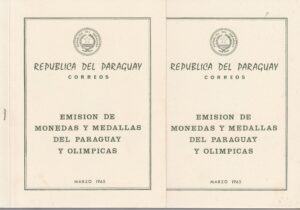 REPUBLICA DEL PARAGUAY
CORREOS
EMISION DE
MONEDAS Y MEDALLAS
DEL PARAGUAY
Y OLIMPICAS
MARZO 1965
REPUBLICA DEL PARAGUAY
CORREOS
EMISION DE
MONEDAS Y MEDALLAS
DEL PARAGUAY
Y OLIMPICAS
MARZO 1965